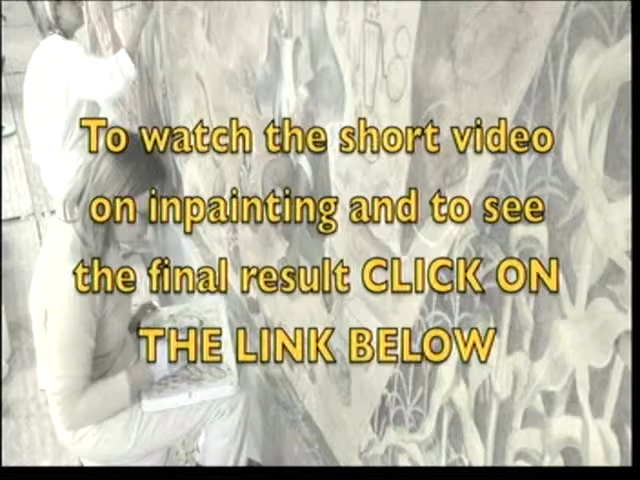 To watch the short video
on inpainting and to see
the final result CLICK ON
THE LINK BELOW